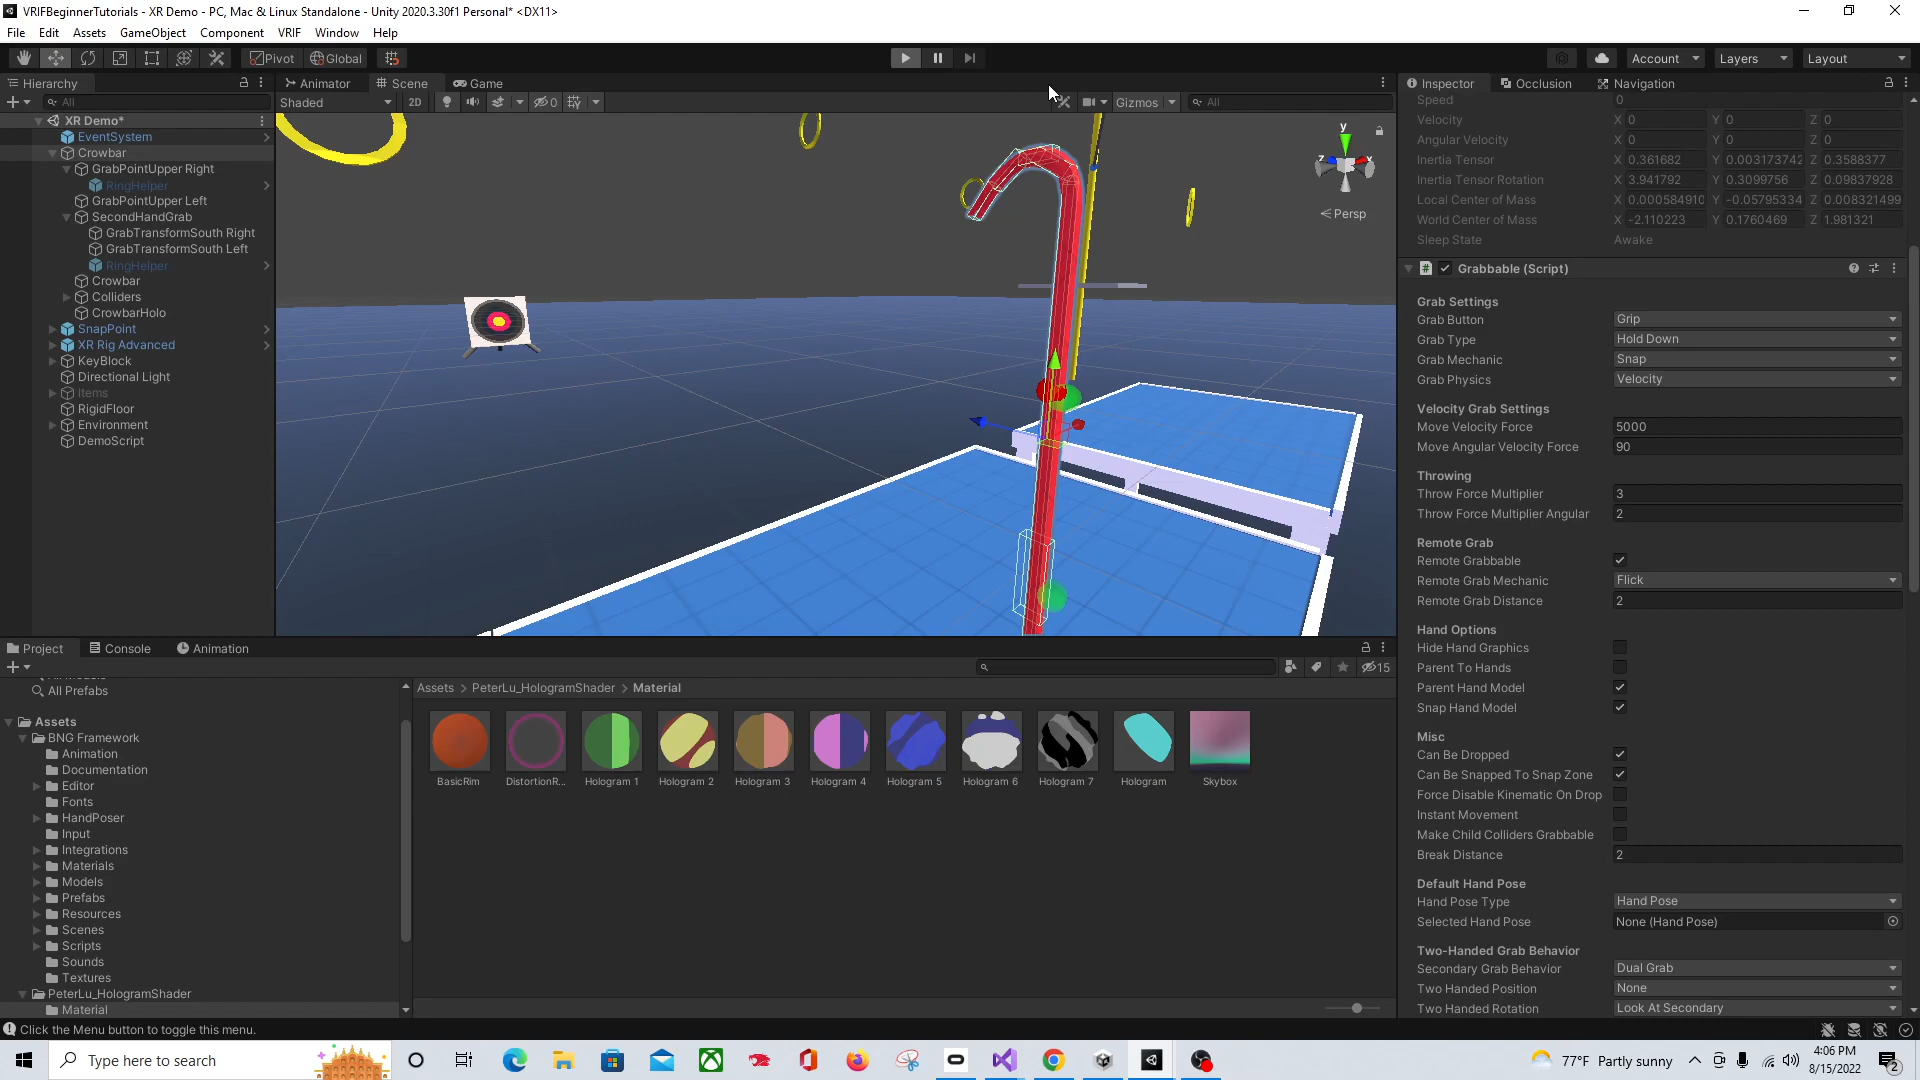 VRIFBeginnerTutorials - XR Demo - PC, Mac & Linux Standalone - Unity 2020.3.30f1 Personal* <DX11>
File Edit Assets GameObject Component VRIF Window Help
Pivot Global Account Layers Layout
Hierarchy Animator Scene Game Inspector Occlusion Navigation
All Shaded 2D 0 Gizmos All
XR Demo*
EventSystem
Crowbar
GrabPointUpper Right
RingHelper
GrabPointUpper Left
SecondHandGrab
GrabTransformSouth Right
GrabTransformSouth Left
RingHelper
Crowbar
Colliders
CrowbarHolo
SnapPoint
XR Rig Advanced
KeyBlock
Directional Light
Items
RigidFloor
Environment
DemoScript
y
z x
Persp
Speed 0
Velocity X 0 Y 0 Z 0
Angular Velocity X 0 Y 0 Z 0
Inertia Tensor X 0.361682 Y 0.003173742 Z 0.3588377
Inertia Tensor Rotation X 3.941792 Y 0.3099756 Z 0.09837928
Local Center of Mass X 0.000584910 Y -0.05795334 Z 0.008321499
World Center of Mass X -2.110223 Y 0.1760469 Z 1.981321
Sleep State Awake
Grabbable (Script)
Grab Settings
Grab Button Grip
Grab Type Hold Down
Grab Mechanic Snap
Grab Physics Velocity
Velocity Grab Settings
Move Velocity Force 5000
Move Angular Velocity Force 90
Throwing
Throw Force Multiplier 3
Throw Force Multiplier Angular 2
Remote Grab
Remote Grabbable
Remote Grab Mechanic Flick
Remote Grab Distance 2
Hand Options
Hide Hand Graphics
Parent To Hands
Parent Hand Model
Snap Hand Model
Misc
Can Be Dropped
Can Be Snapped To Snap Zone
Force Disable Kinematic On Drop
Instant Movement
Make Child Colliders Grabbable
Break Distance 2
Default Hand Pose
Hand Pose Type Hand Pose
Selected Hand Pose None (Hand Pose)
Two-Handed Grab Behavior
Secondary Grab Behavior Dual Grab
Two Handed Position None
Two Handed Rotation Look At Secondary
Project Console Animation
15
All Prefabs
Assets
BNG Framework
Animation
Documentation
Editor
Fonts
HandPoser
Input
Integrations
Materials
Models
Prefabs
Resources
Scenes
Scripts
Sounds
Textures
PeterLu_HologramShader
Material
Assets > PeterLu_HologramShader > Material
BasicRim DistortionR... Hologram 1 Hologram 2 Hologram 3 Hologram 4 Hologram 5 Hologram 6 Hologram 7 Hologram Skybox
Click the Menu button to toggle this menu.
Type here to search
77°F Partly sunny
4:06 PM
8/15/2022
2